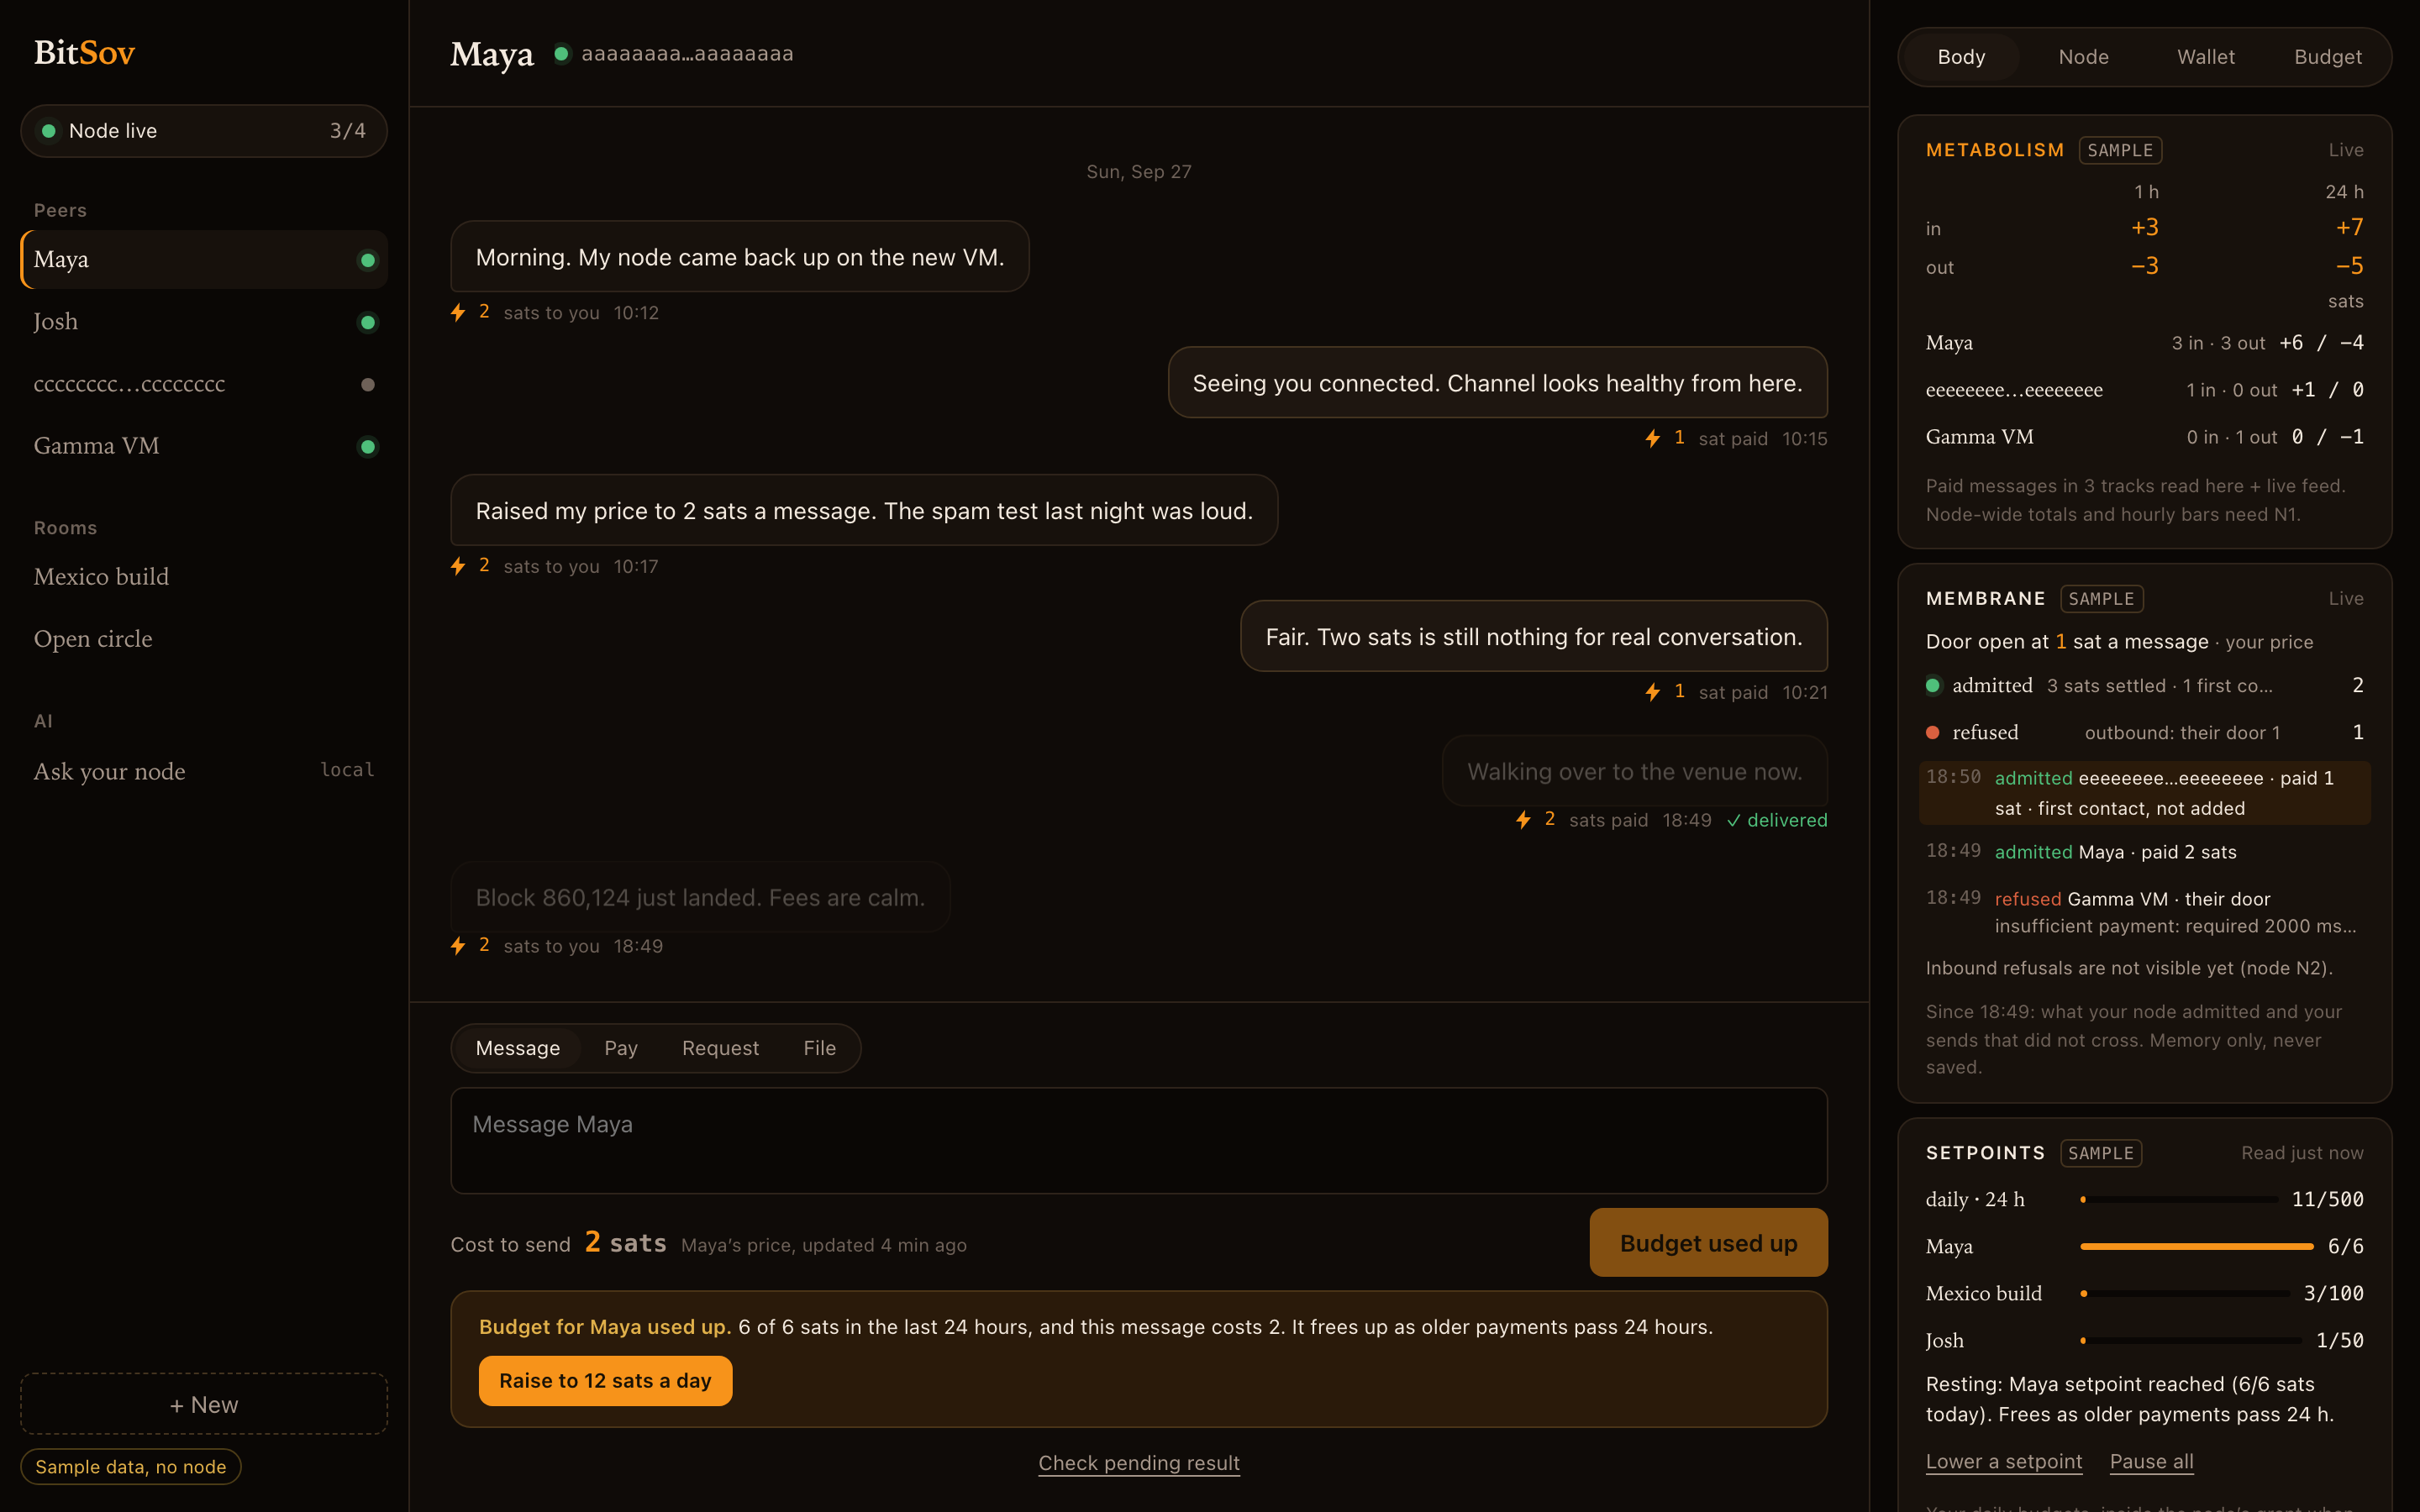 BitSov
Node live 3/4
Peers
Maya
Josh
cccccccc…cccccccc
Gamma VM
Rooms
Mexico build
Open circle
AI
Ask your node local
+ New
Sample data, no node
Maya aaaaaaaa…aaaaaaaa
Sun, Sep 27
Morning. My node came back up on the new VM.
2 sats to you 10:12
Seeing you connected. Channel looks healthy from here.
1 sat paid 10:15
Raised my price to 2 sats a message. The spam test last night was loud.
2 sats to you 10:17
Fair. Two sats is still nothing for real conversation.
1 sat paid 10:21
Walking over to the venue now.
2 sats paid 18:49 ✓ delivered
Block 860,124 just landed. Fees are calm.
2 sats to you 18:49
Message Pay Request File
Message Maya
Cost to send 2 sats Maya’s price, updated 4 min ago
Budget used up
Budget for Maya used up. 6 of 6 sats in the last 24 hours, and this message costs 2. It frees up as older payments pass 24 hours.
Raise to 12 sats a day
Check pending result
Body Node Wallet Budget
METABOLISM SAMPLE Live
1 h 24 h
in +3 +7
out −3 −5
sats
Maya 3 in · 3 out +6 / −4
eeeeeeee…eeeeeeee 1 in · 0 out +1 / 0
Gamma VM 0 in · 1 out 0 / −1
Paid messages in 3 tracks read here + live feed.
Node-wide totals and hourly bars need N1.
MEMBRANE SAMPLE Live
Door open at 1 sat a message · your price
admitted 3 sats settled · 1 first co… 2
refused outbound: their door 1 1
18:50 admitted eeeeeeee…eeeeeeee · paid 1
sat · first contact, not added
18:49 admitted Maya · paid 2 sats
18:49 refused Gamma VM · their door
insufficient payment: required 2000 ms…
Inbound refusals are not visible yet (node N2).
Since 18:49: what your node admitted and your
sends that did not cross. Memory only, never
saved.
SETPOINTS SAMPLE Read just now
daily · 24 h 11/500
Maya 6/6
Mexico build 3/100
Josh 1/50
Resting: Maya setpoint reached (6/6 sats
today). Frees as older payments pass 24 h.
Lower a setpoint Pause all